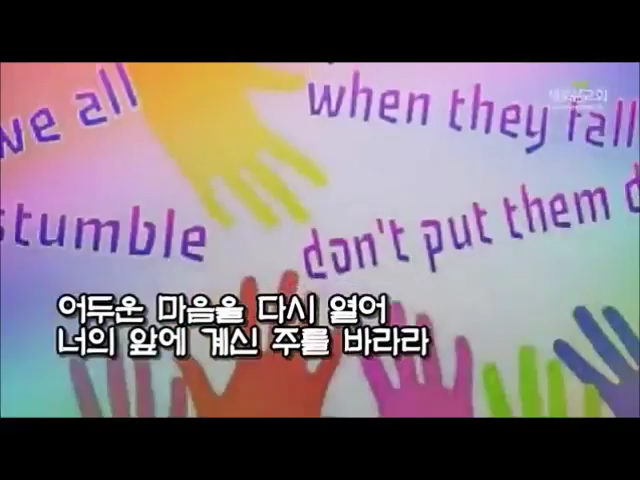 we all
when they fall
stumble
don't put them d
어두운 마음을 다시 열어
너의 앞에 계신 주를 바라라